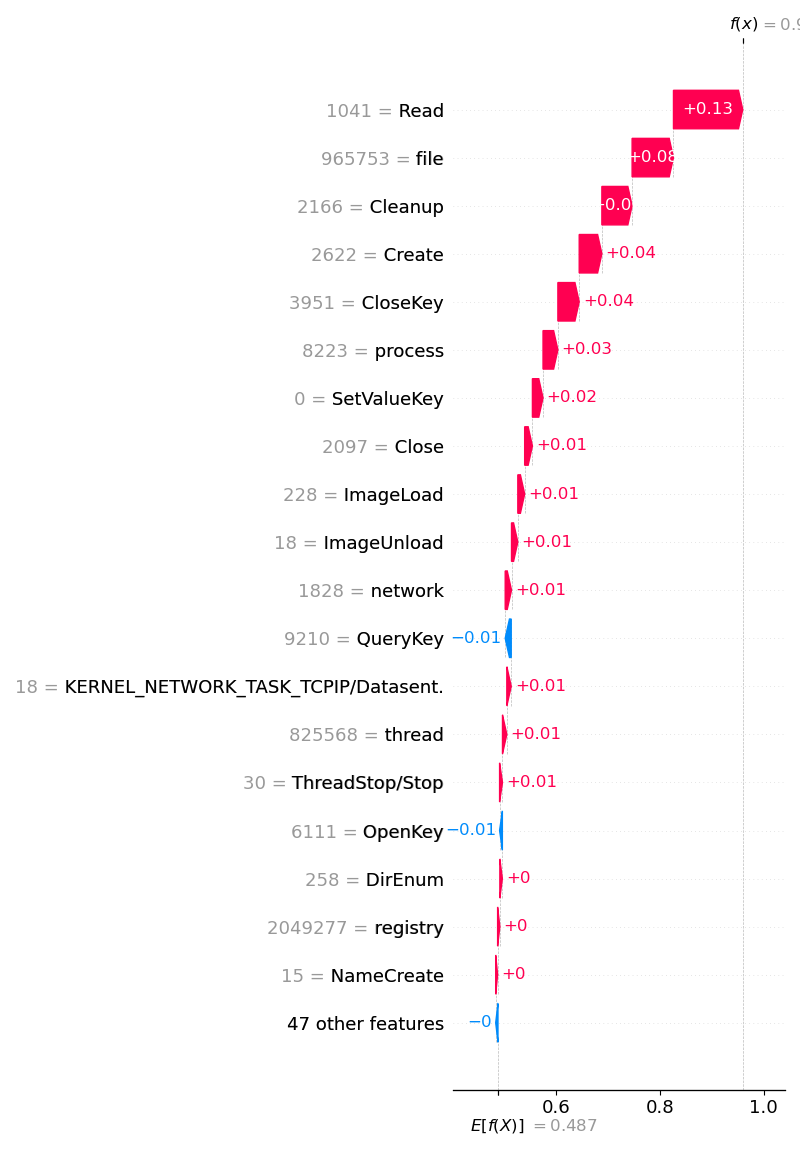 f(x) = 0.9
1041 = Read
+0.13
965753 = file
+0.08
2166 = Cleanup
+0.0
2622 = Create
+0.04
3951 = CloseKey
+0.04
8223 = process
+0.03
0 = SetValueKey
+0.02
2097 = Close
+0.01
228 = ImageLoad
+0.01
18 = ImageUnload
+0.01
1828 = network
+0.01
9210 = QueryKey
−0.01
18 = KERNEL_NETWORK_TASK_TCPIP/Datasent.
+0.01
825568 = thread
+0.01
30 = ThreadStop/Stop
+0.01
6111 = OpenKey
−0.01
258 = DirEnum
+0
2049277 = registry
+0
15 = NameCreate
+0
47 other features
−0
0.6 0.8 1.0
E[f(X)] = 0.487